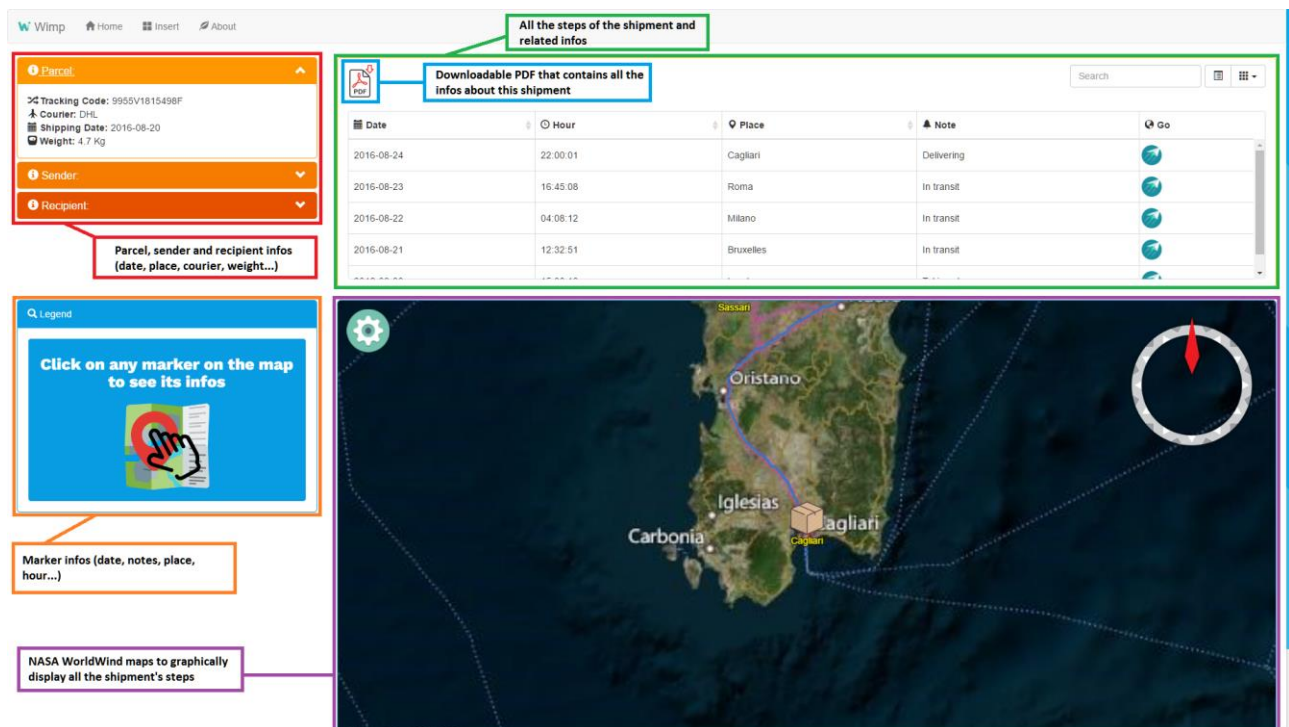 Wimp Home Insert About
All the steps of the shipment and
related infos
Parcel:
Tracking Code: 9955V1815498F
Courier: DHL
Shipping Date: 2016-08-20
Weight: 4.7 Kg
Sender:
Recipient:
Parcel, sender and recipient infos
(date, place, courier, weight...)
PDF
Downloadable PDF that contains all the
infos about this shipment
Search
Date Hour Place Note Go
2016-08-24 22:00:01 Cagliari Delivering
2016-08-23 16:45:08 Roma In transit
2016-08-22 04:08:12 Milano In transit
2016-08-21 12:32:51 Bruxelles In transit
Legend
Click on any marker on the map
to see its infos
Marker infos (date, notes, place,
hour...)
NASA WorldWind maps to graphically
display all the shipment's steps
Sassari
Oristano
Iglesias
Carbonia
agliari
Cagliari